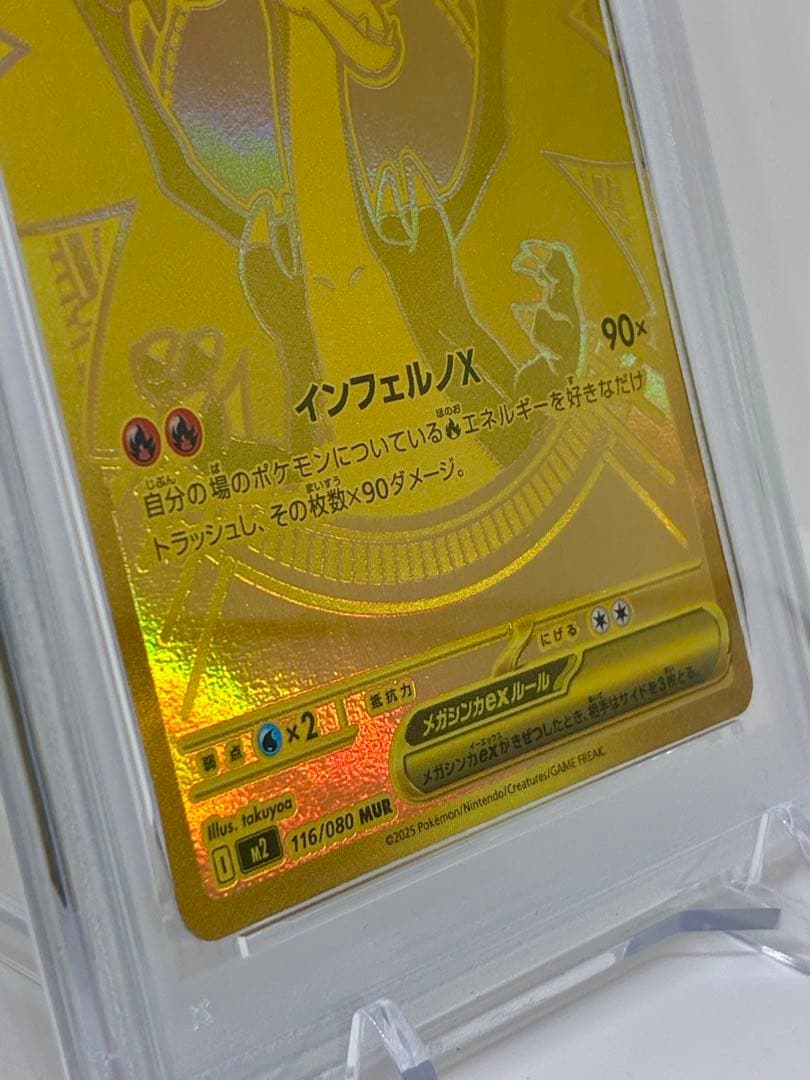 インフェルノX 90×
自分の場のポケモンについているエネルギーを好きなだけ
トラッシュし、その枚数×90ダメージ。
にげる
弱点 ×2 抵抗力
メガシンカexルール
メガシンカexがきぜつしたとき、相手はサイドを3枚とる。
Illus. takuyoa
I M2 116/080 MUR
©2025 Pokémon/Nintendo/Creatures/GAME FREAK.